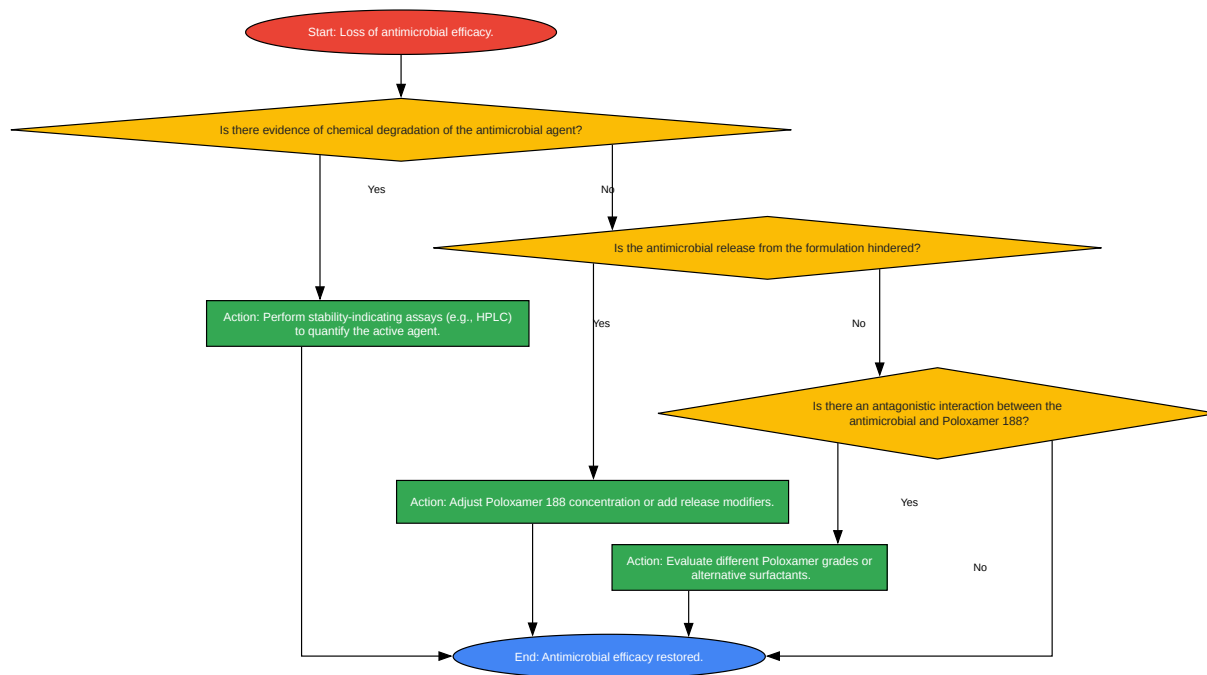 Start: Loss of antimicrobial efficacy.
Is there evidence of chemical degradation of the antimicrobial agent?
Yes
No
Is the antimicrobial release from the formulation hindered?
Action: Perform stability-indicating assays (e.g., HPLC)
to quantify the active agent.
Yes
No
Is there an antagonistic interaction between the
antimicrobial and Poloxamer 188?
Action: Adjust Poloxamer 188 concentration or add release modifiers.
Yes
Action: Evaluate different Poloxamer grades or
alternative surfactants.
No
End: Antimicrobial efficacy restored.